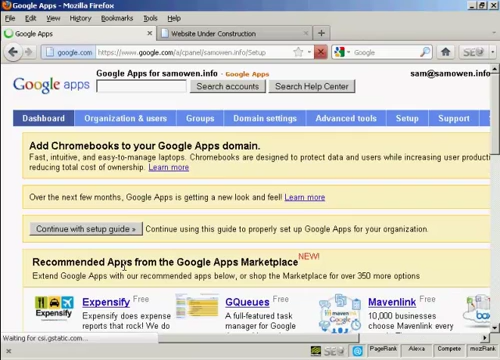 Google Apps - Mozilla Firefox
File Edit View History Bookmarks Tools Help
Google Apps
Website Under Construction
google.com https://www.google.com/a/cpanel/samowen.info/Setup
Google
Google apps
Google Apps for samowen.info - Google Apps
sam@samowen.inf
Search accounts
Search Help Center
Dashboard Organization & users Groups Domain settings Advanced tools Setup Support
Add Chromebooks to your Google Apps domain.
Fast, intuitive, and easy-to-manage laptops. Chromebooks are designed to protect data and users while increasing user product
reducing total cost of ownership. Learn more
Over the next few months, Google Apps is getting a new look and feel! Learn more
Continue with setup guide » Continue using this guide to properly set up Google Apps for your organization.
Recommended Apps from the Google Apps Marketplace NEW!
Extend Google Apps with our recommended apps below, or shop the Marketplace for over 350 more options
Expensify
Expensify Free
Expensify does expense
reports that rock! We do
GQueues Free
A full-featured task
manager for Google
mavenlink
Mavenlink Free
10,000 businesses
choose Mavenlink every
Waiting for csi.gstatic.com...
PageRank Alexa Compete mozRank